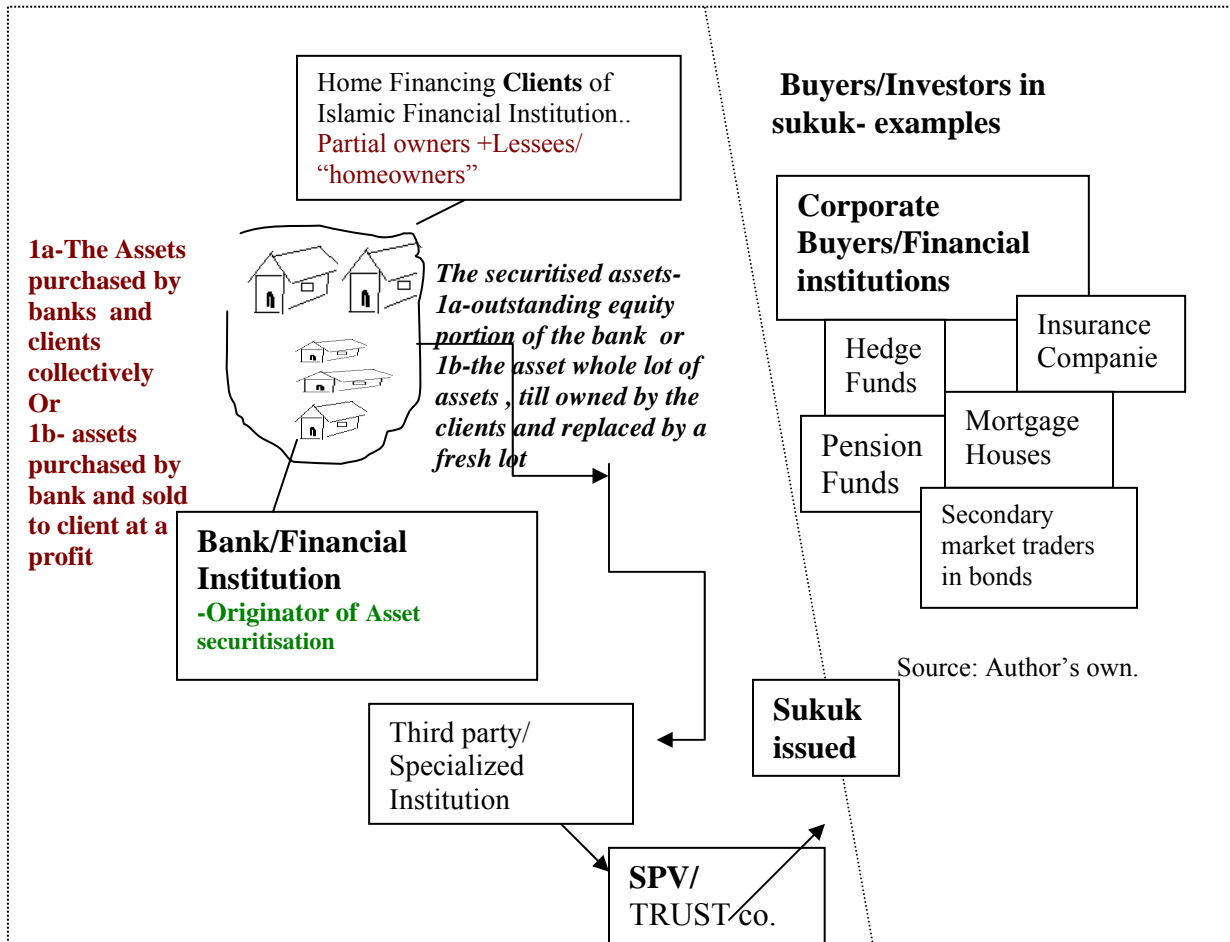 Home Financing Clients of
Islamic Financial Institution..
Partial owners +Lessees/
“homeowners”
Buyers/Investors in
sukuk- examples
Corporate
Buyers/Financial
institutions
Insurance
Companie
Hedge
Funds
Mortgage
Houses
Pension
Funds
Secondary
market traders
in bonds
1a-The Assets
purchased by
banks and
clients
collectively
Or
1b- assets
purchased by
bank and sold
to client at a
profit
The securitised assets-
1a-outstanding equity
portion of the bank or
1b-the asset whole lot of
assets , till owned by the
clients and replaced by a
fresh lot
Bank/Financial
Institution
-Originator of Asset
securitisation
Source: Author’s own.
Sukuk
issued
Third party/
Specialized
Institution
SPV/
TRUST co.